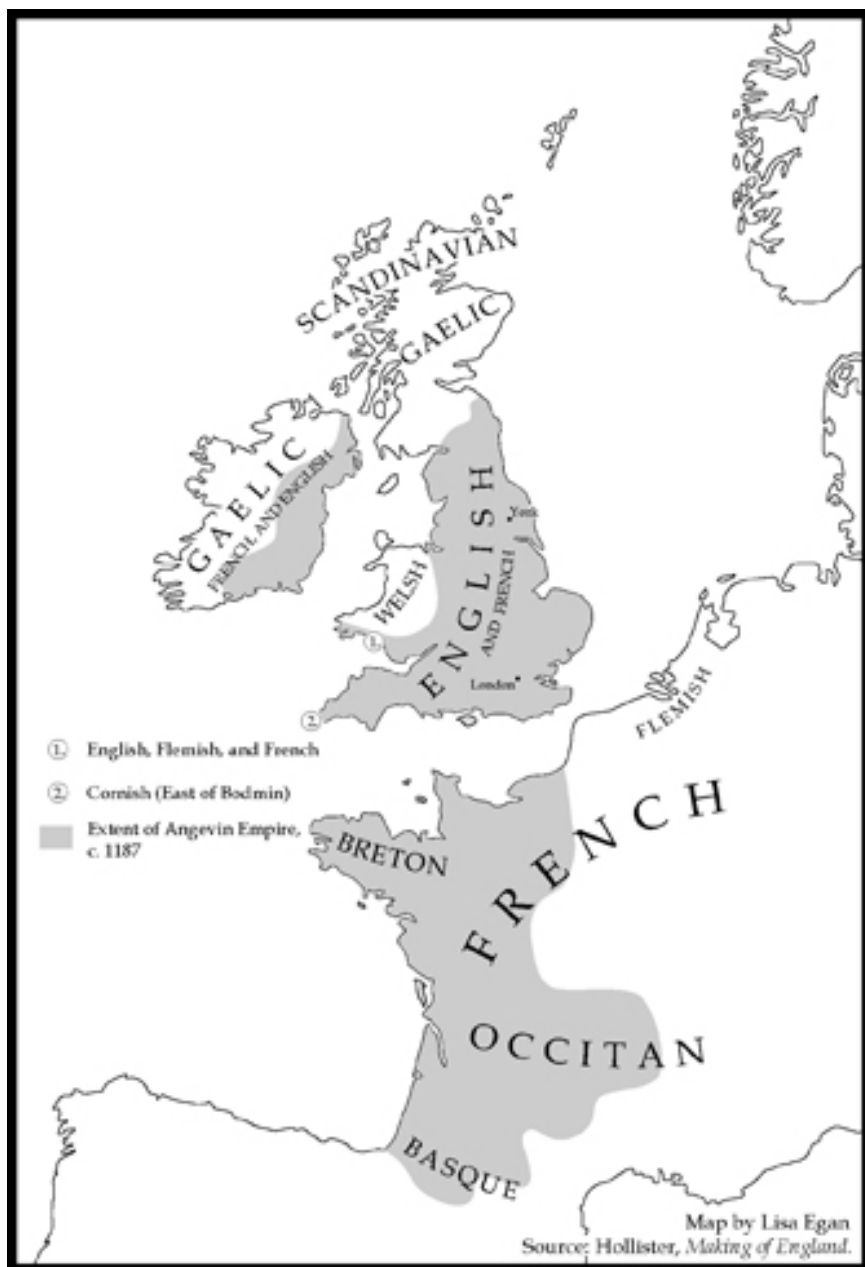 SCANDINAVIAN
GAELIC
GAELIC
FRENCH AND ENGLISH
ENGLISH
AND FRENCH
York
WELSH
1.
London
2.
FLEMISH
1. English, Flemish, and French
2. Cornish (East of Bodmin)
Extent of Angevin Empire,
c. 1187
BRETON
FRENCH
OCCITAN
BASQUE
Map by Lisa Egan
Source: Hollister, Making of England.